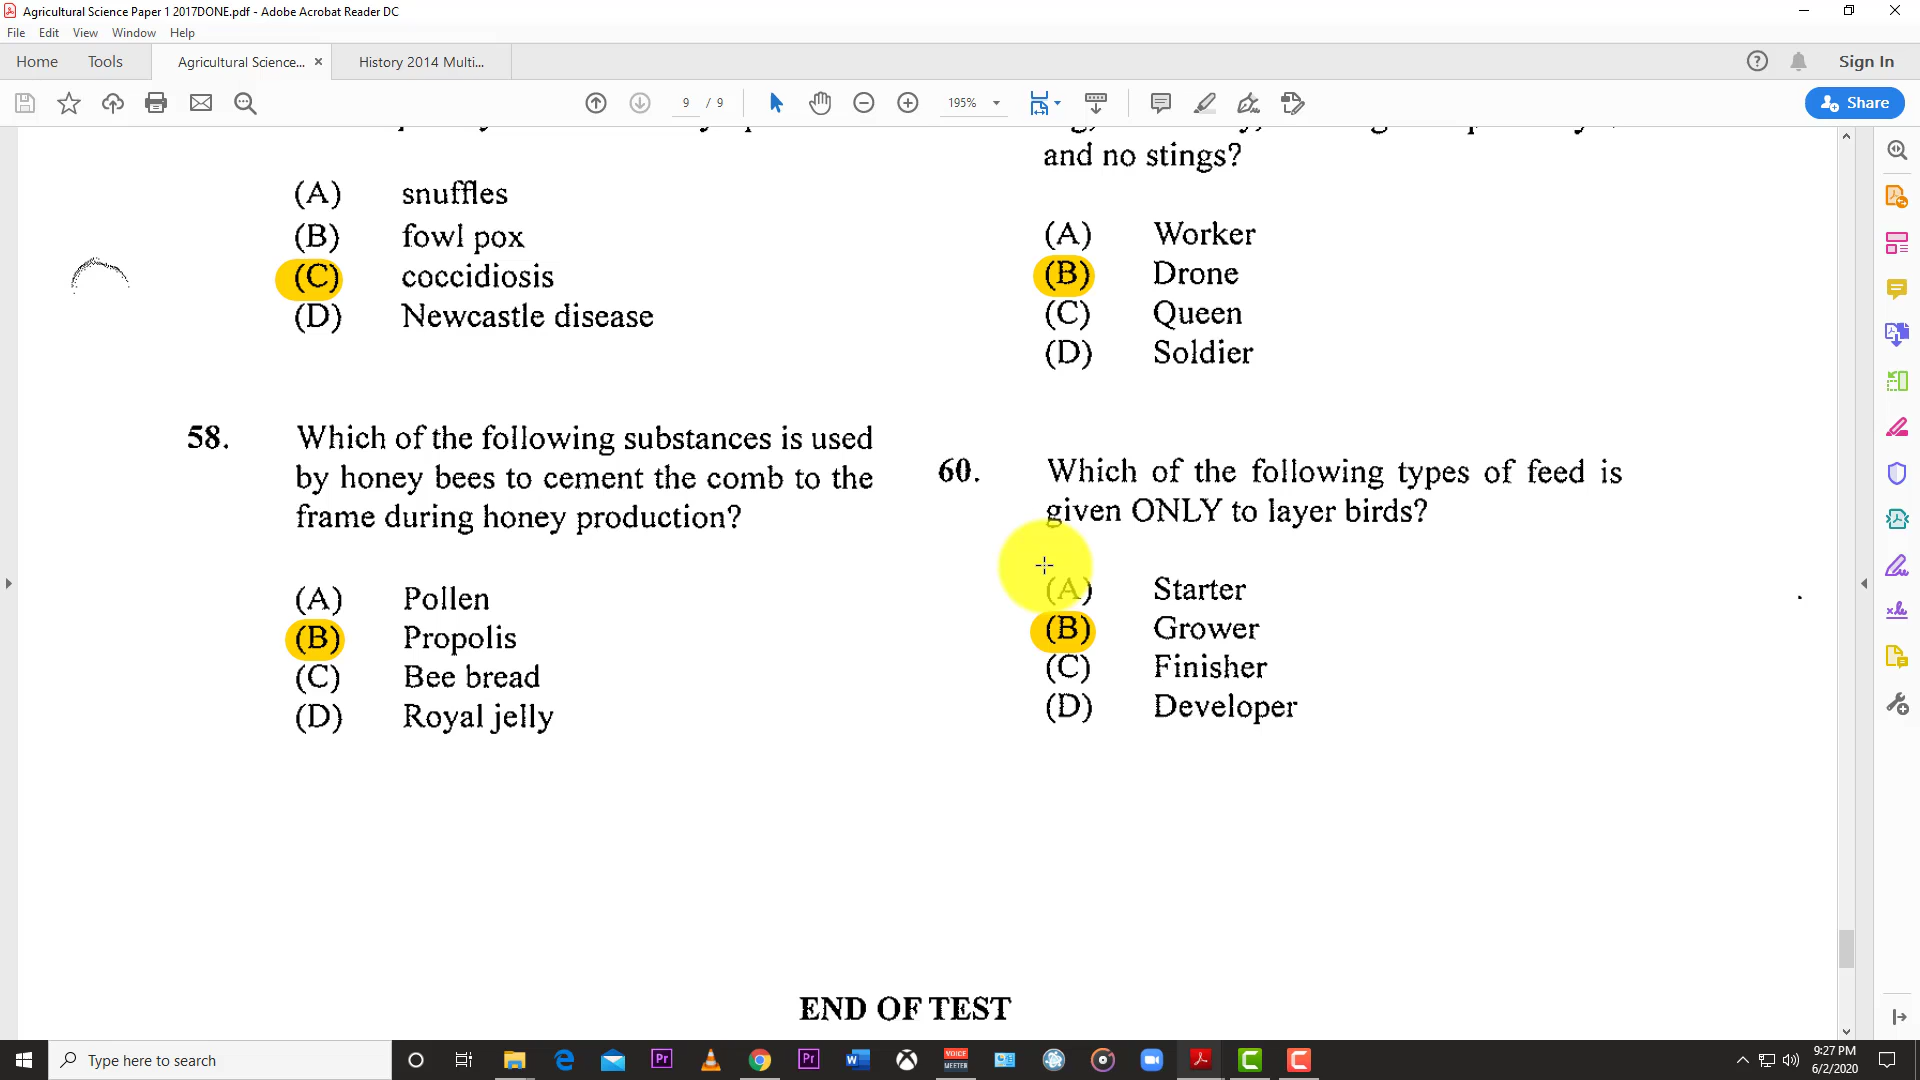 Agricultural Science Paper 1 2017DONE.pdf - Adobe Acrobat Reader DC
File Edit View Window Help
Home Tools Agricultural Science... × History 2014 Multi... Sign In
9 / 9 195% Share
(A) snuffles
(B) fowl pox
(C) coccidiosis
(D) Newcastle disease
58. Which of the following substances is used
by honey bees to cement the comb to the
frame during honey production?
(A) Pollen
(B) Propolis
(C) Bee bread
(D) Royal jelly
and no stings?
(A) Worker
(B) Drone
(C) Queen
(D) Soldier
60. Which of the following types of feed is
given ONLY to layer birds?
(A) Starter
(B) Grower
(C) Finisher
(D) Developer
END OF TEST
Type here to search
VOICE
MEETER
9:27 PM
6/2/2020